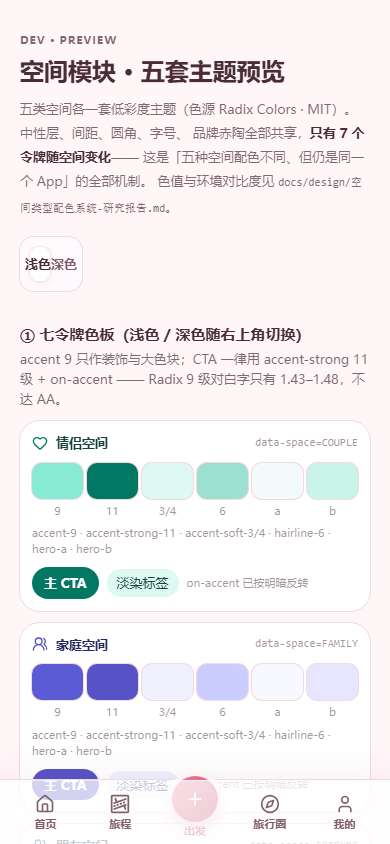 DEV • PREVIEW
空间模块 · 五套主题预览
五类空间各一套低彩度主题（色源 Radix Colors · MIT）。
中性层、间距、圆角、字号、 品牌赤陶全部共享，只有 7 个
令牌随空间变化—— 这是「五种空间配色不同、但仍是同一
个 App」的全部机制。 色值与环境对比度见 docs/design/空
间类型配色系统-研究报告.md。
浅色深色
① 七令牌色板（浅色 / 深色随右上角切换）
accent 9 只作装饰与大色块；CTA 一律用 accent-strong 11
级 + on-accent —— Radix 9 级对白字只有 1.43–1.48，不
达 AA。
情侣空间 data-space=COUPLE
9 11 3/4 6 a b
accent-9 · accent-strong-11 · accent-soft-3/4 · hairline-6 ·
hero-a · hero-b
主 CTA 淡染标签 on-accent 已按明暗反转
家庭空间 data-space=FAMILY
9 11 3/4 6 a b
accent-9 · accent-strong-11 · accent-soft-3/4 · hairline-6 ·
hero-a · hero-b
主 CTA 淡染标签 cent 已按明暗反转
首页 旅程 出发 旅行圈 我的